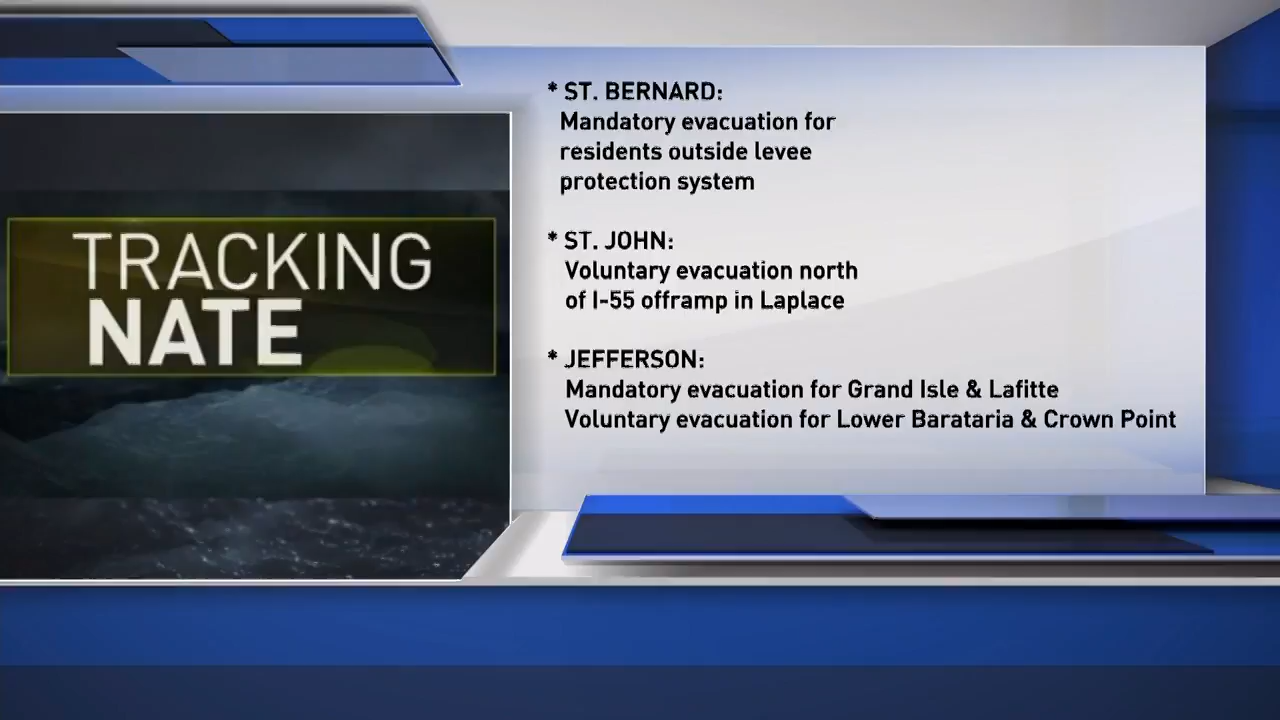 TRACKING
NATE
* ST. BERNARD:
Mandatory evacuation for
residents outside levee
protection system
* ST. JOHN:
Voluntary evacuation north
of I-55 offramp in Laplace
* JEFFERSON:
Mandatory evacuation for Grand Isle & Lafitte
Voluntary evacuation for Lower Barataria & Crown Point